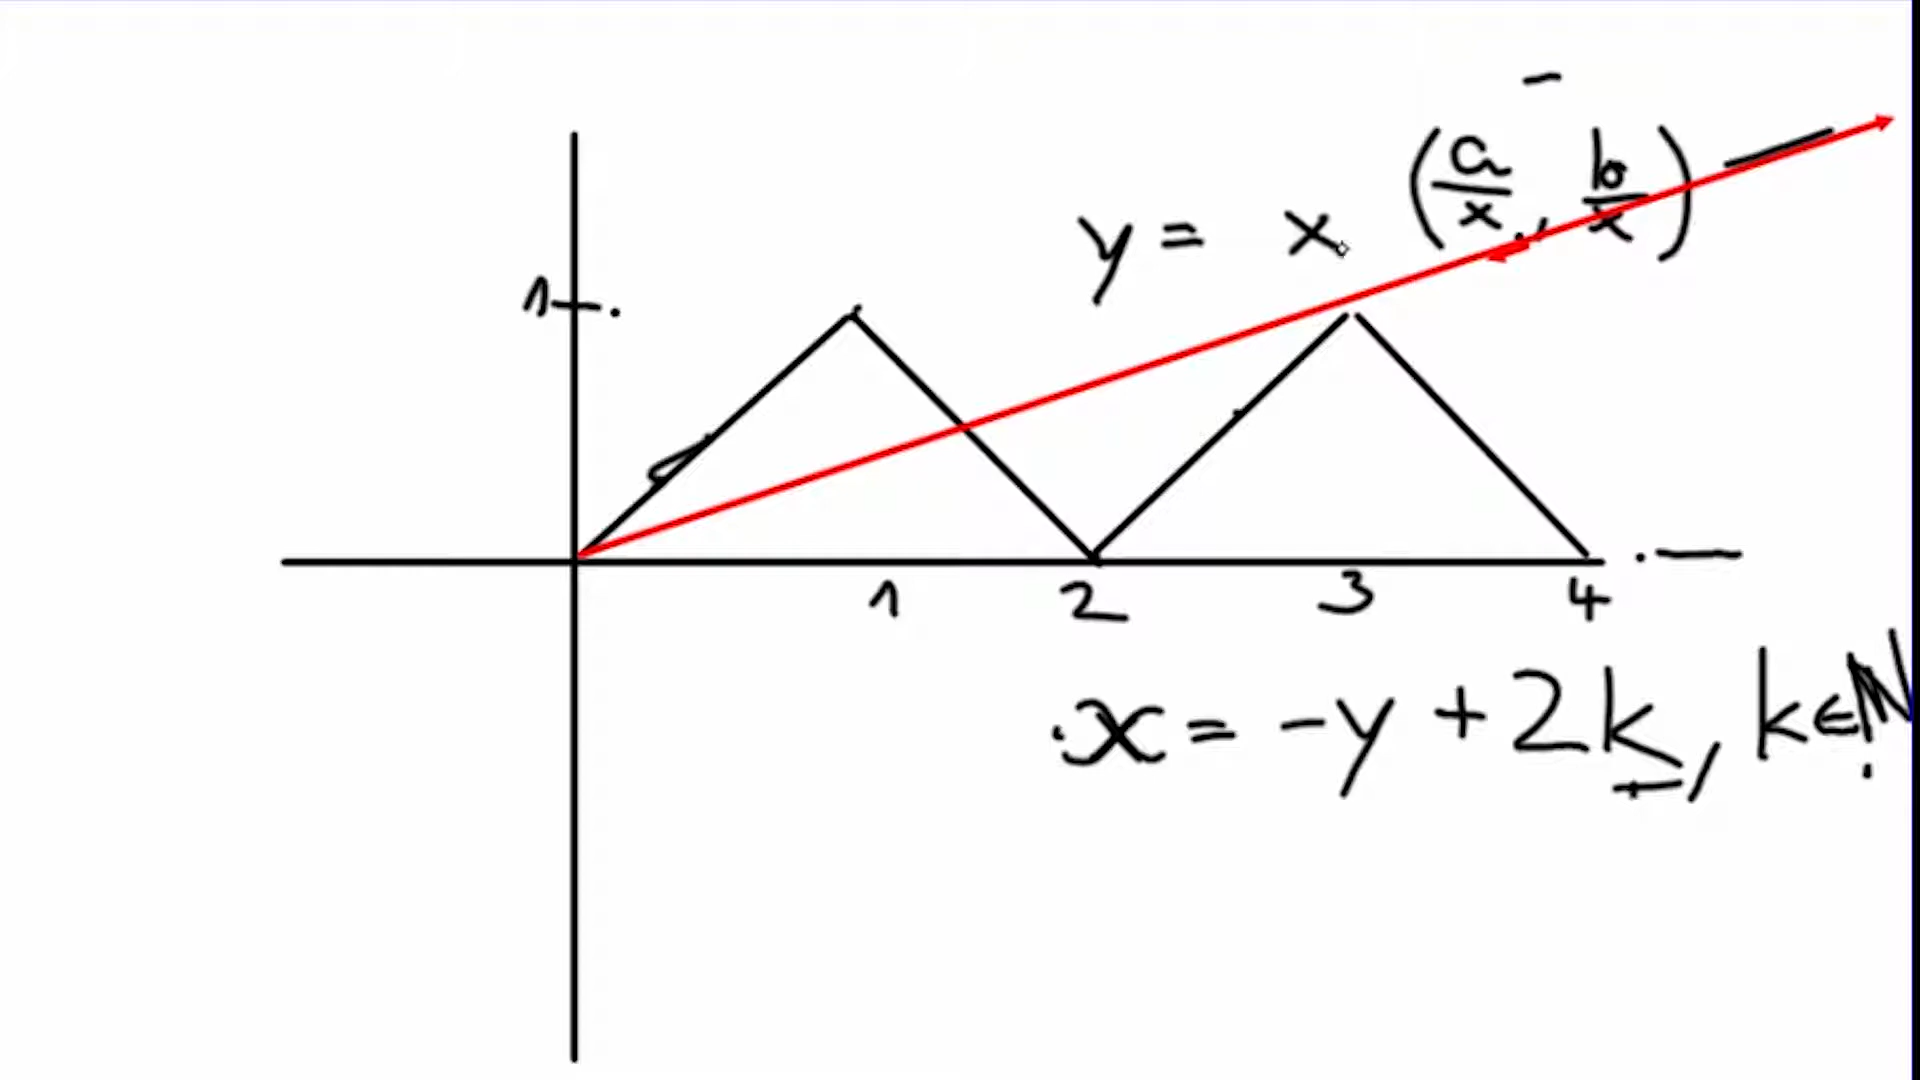 y = x (a/x, b/x)
1
1 2 3 4
x = -y + 2k, k∈ℕ